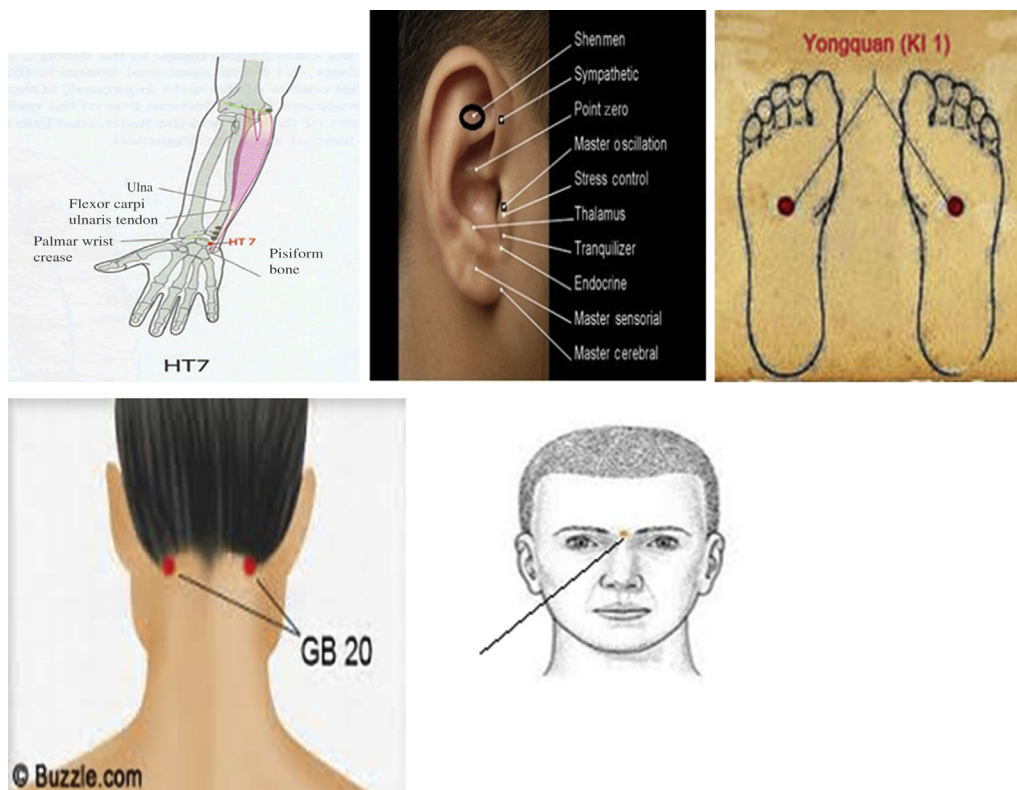 Ulna
Flexor carpi
ulnaris tendon
Palmar wrist
crease
HT 7
Pisiform
bone
HT7
Shenmen
Sympathetic
Point zero
Master oscillation
Stress control
Thalamus
Tranquilizer
Endocrine
Master sensorial
Master cerebral
Yongquan (KI 1)
GB 20
© Buzzle.com